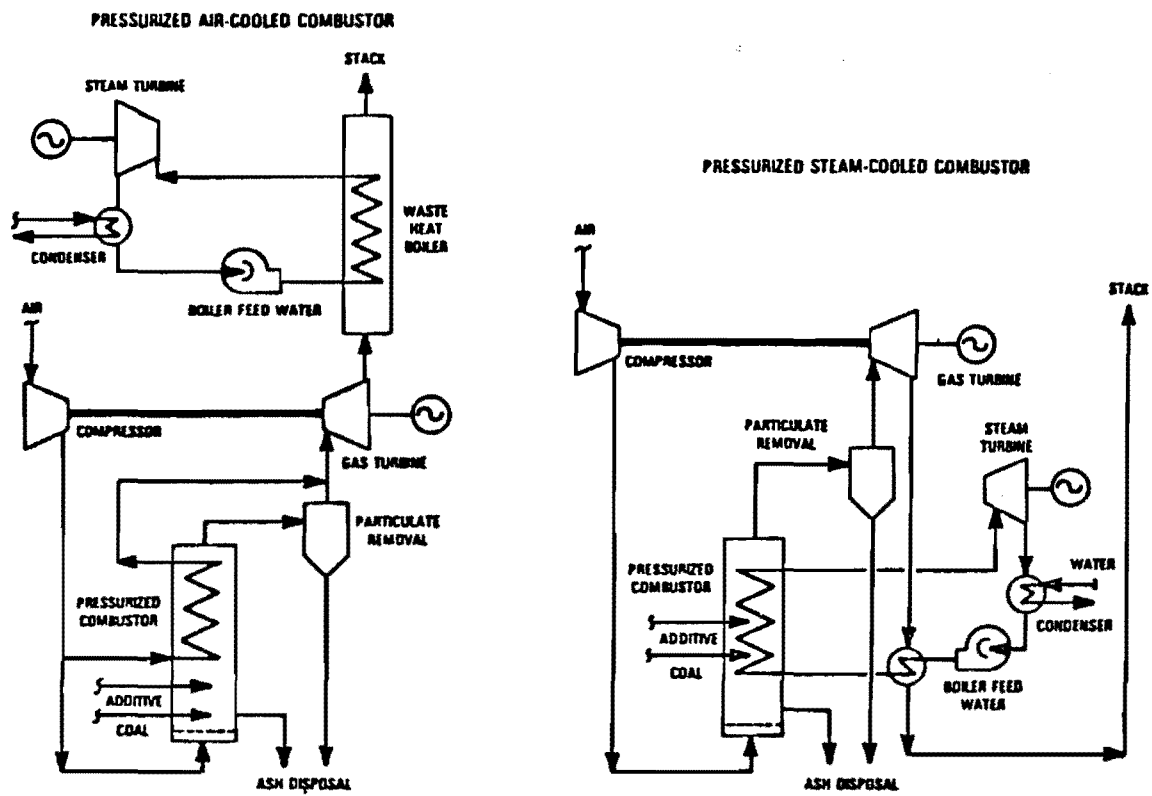 PRESSURIZED AIR-COOLED COMBUSTOR
STACK
STEAM TURBINE
WASTE
HEAT
BOILER
CONDENSER
BOILER FEED WATER
AIR
COMPRESSOR
GAS TURBINE
PARTICULATE
REMOVAL
PRESSURIZED
COMBUSTOR
ADDITIVE
COAL
ASH DISPOSAL
PRESSURIZED STEAM-COOLED COMBUSTOR
AIR
STACK
COMPRESSOR
GAS TURBINE
PARTICULATE
REMOVAL
STEAM
TURBINE
PRESSURIZED
COMBUSTOR
WATER
ADDITIVE
CONDENSER
COAL
BOILER FEED
WATER
ASH DISPOSAL